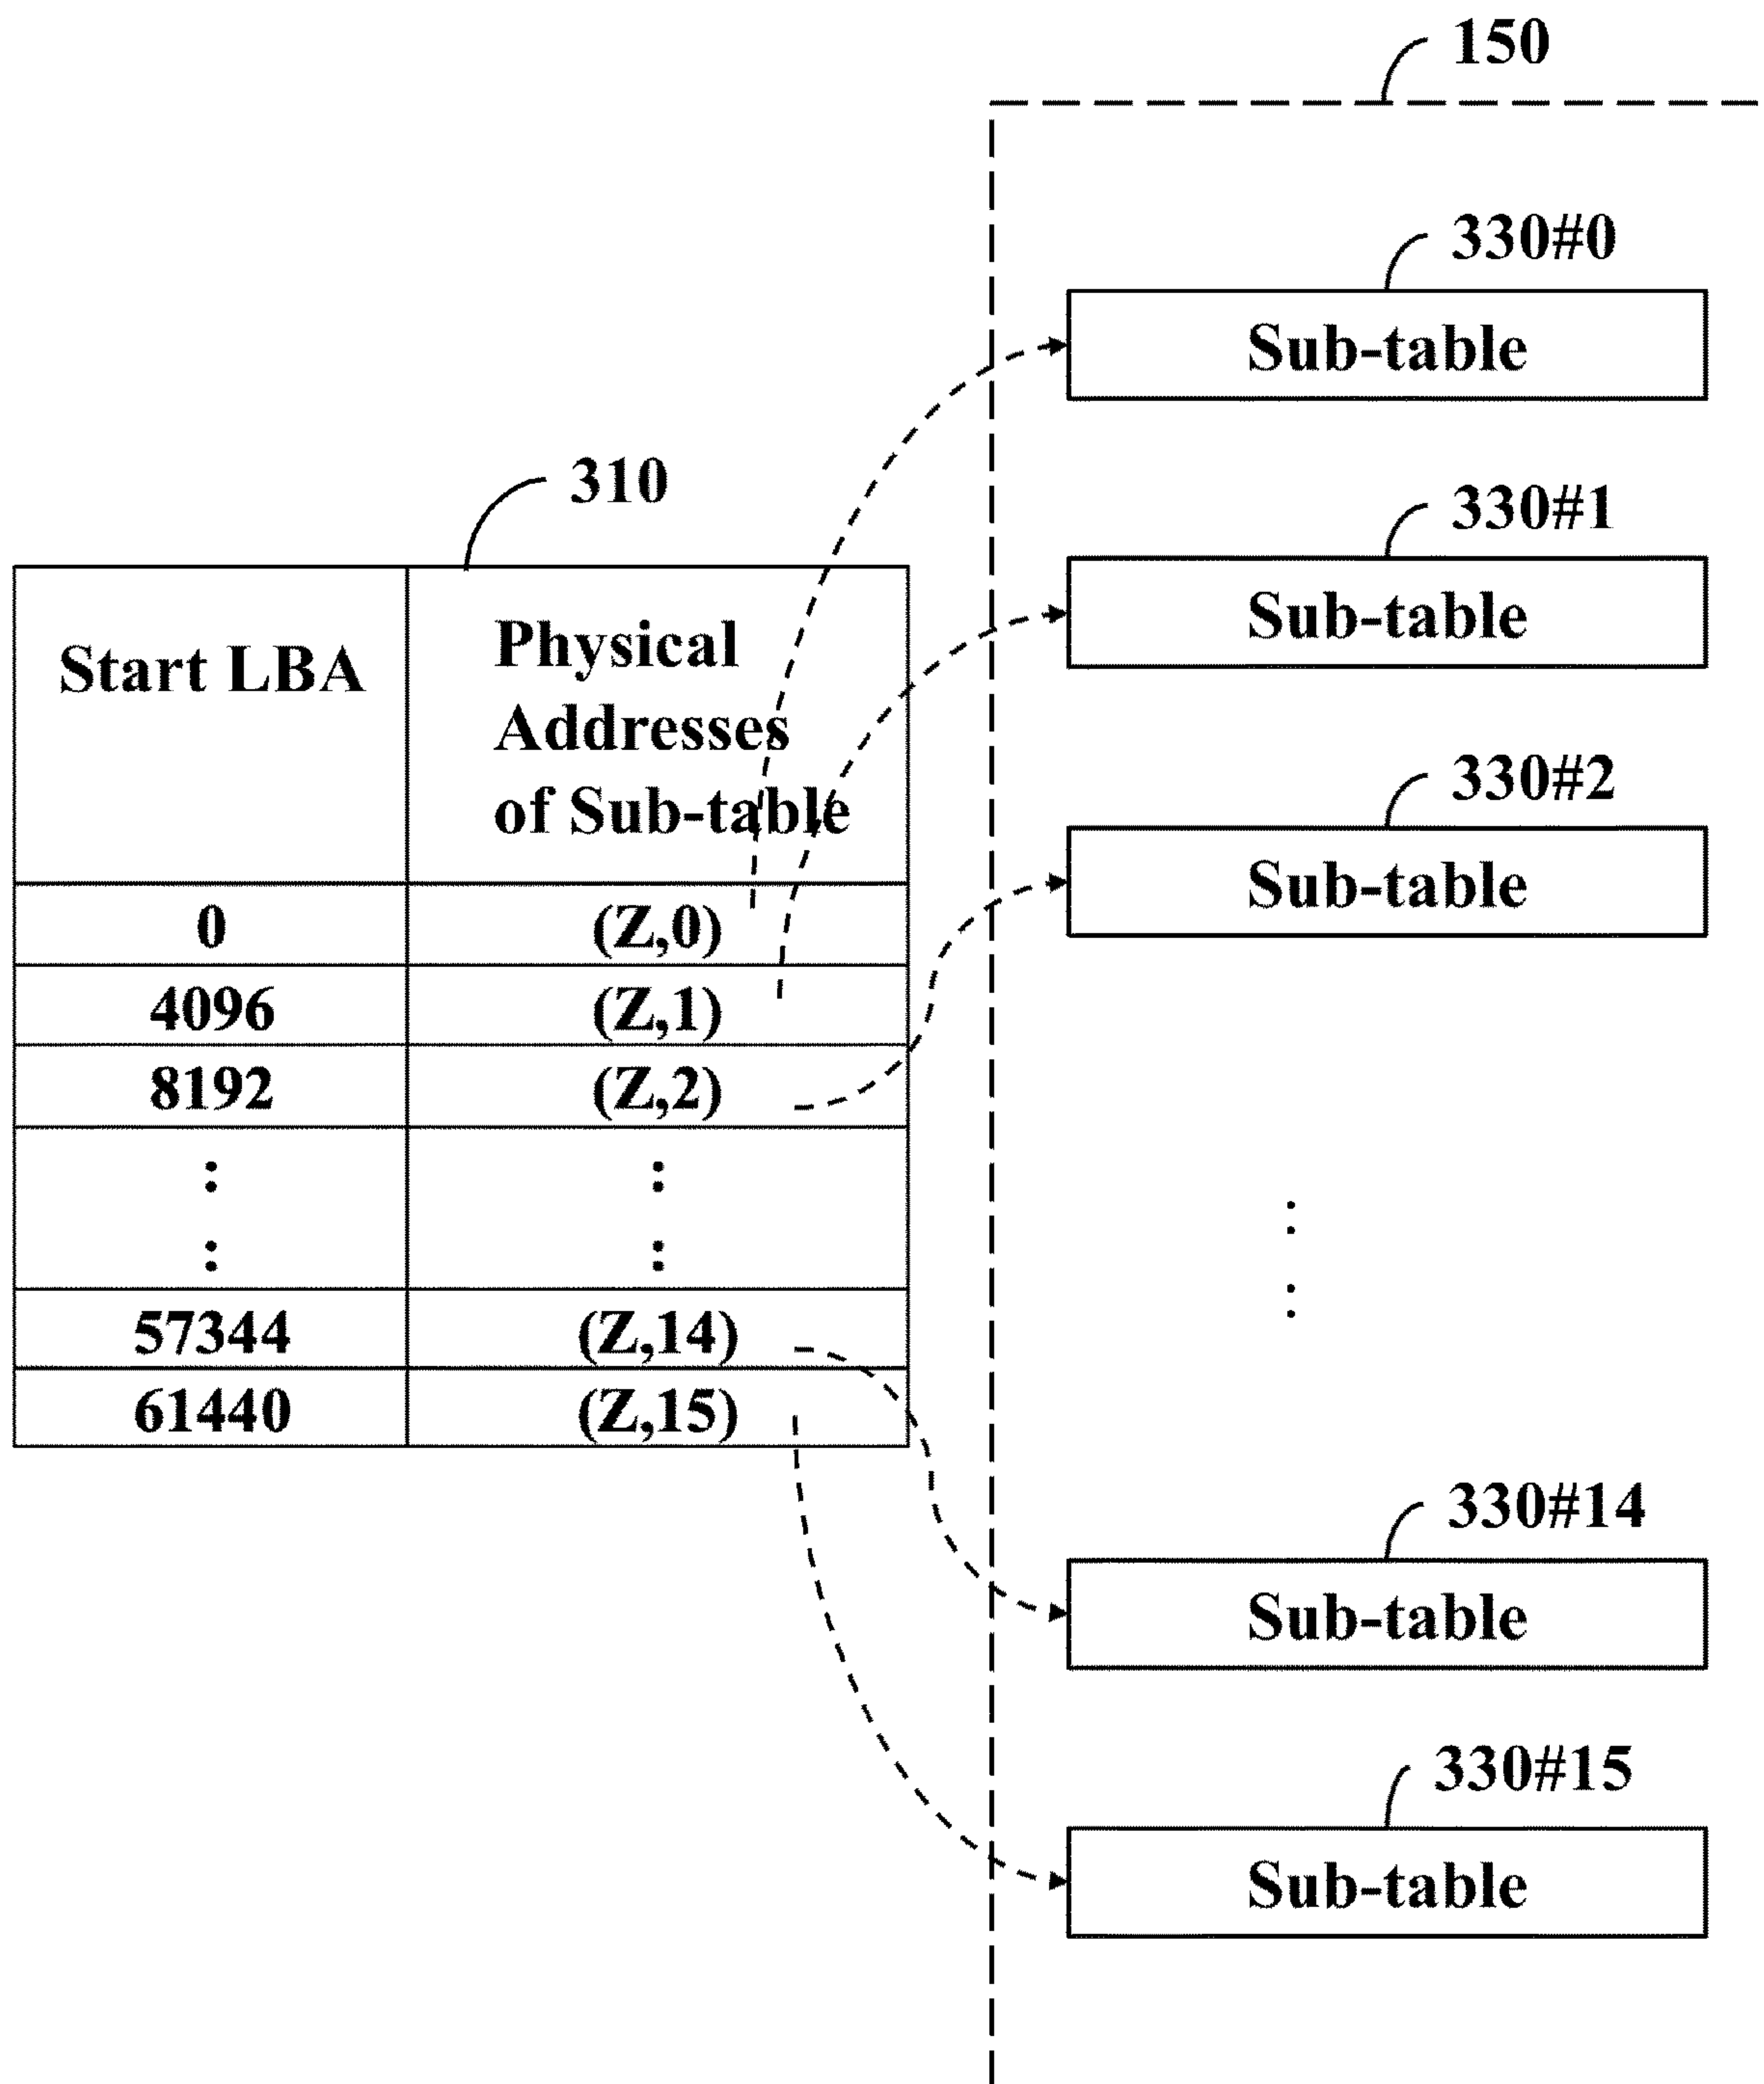 150
330#0
Sub-table
310
330#1
Sub-table
Start LBA
Physical
Addresses
of Sub-table
330#2
Sub-table
0 (Z,0)
4096 (Z,1)
8192 (Z,2)
57344 (Z,14)
61440 (Z,15)
330#14
Sub-table
330#15
Sub-table